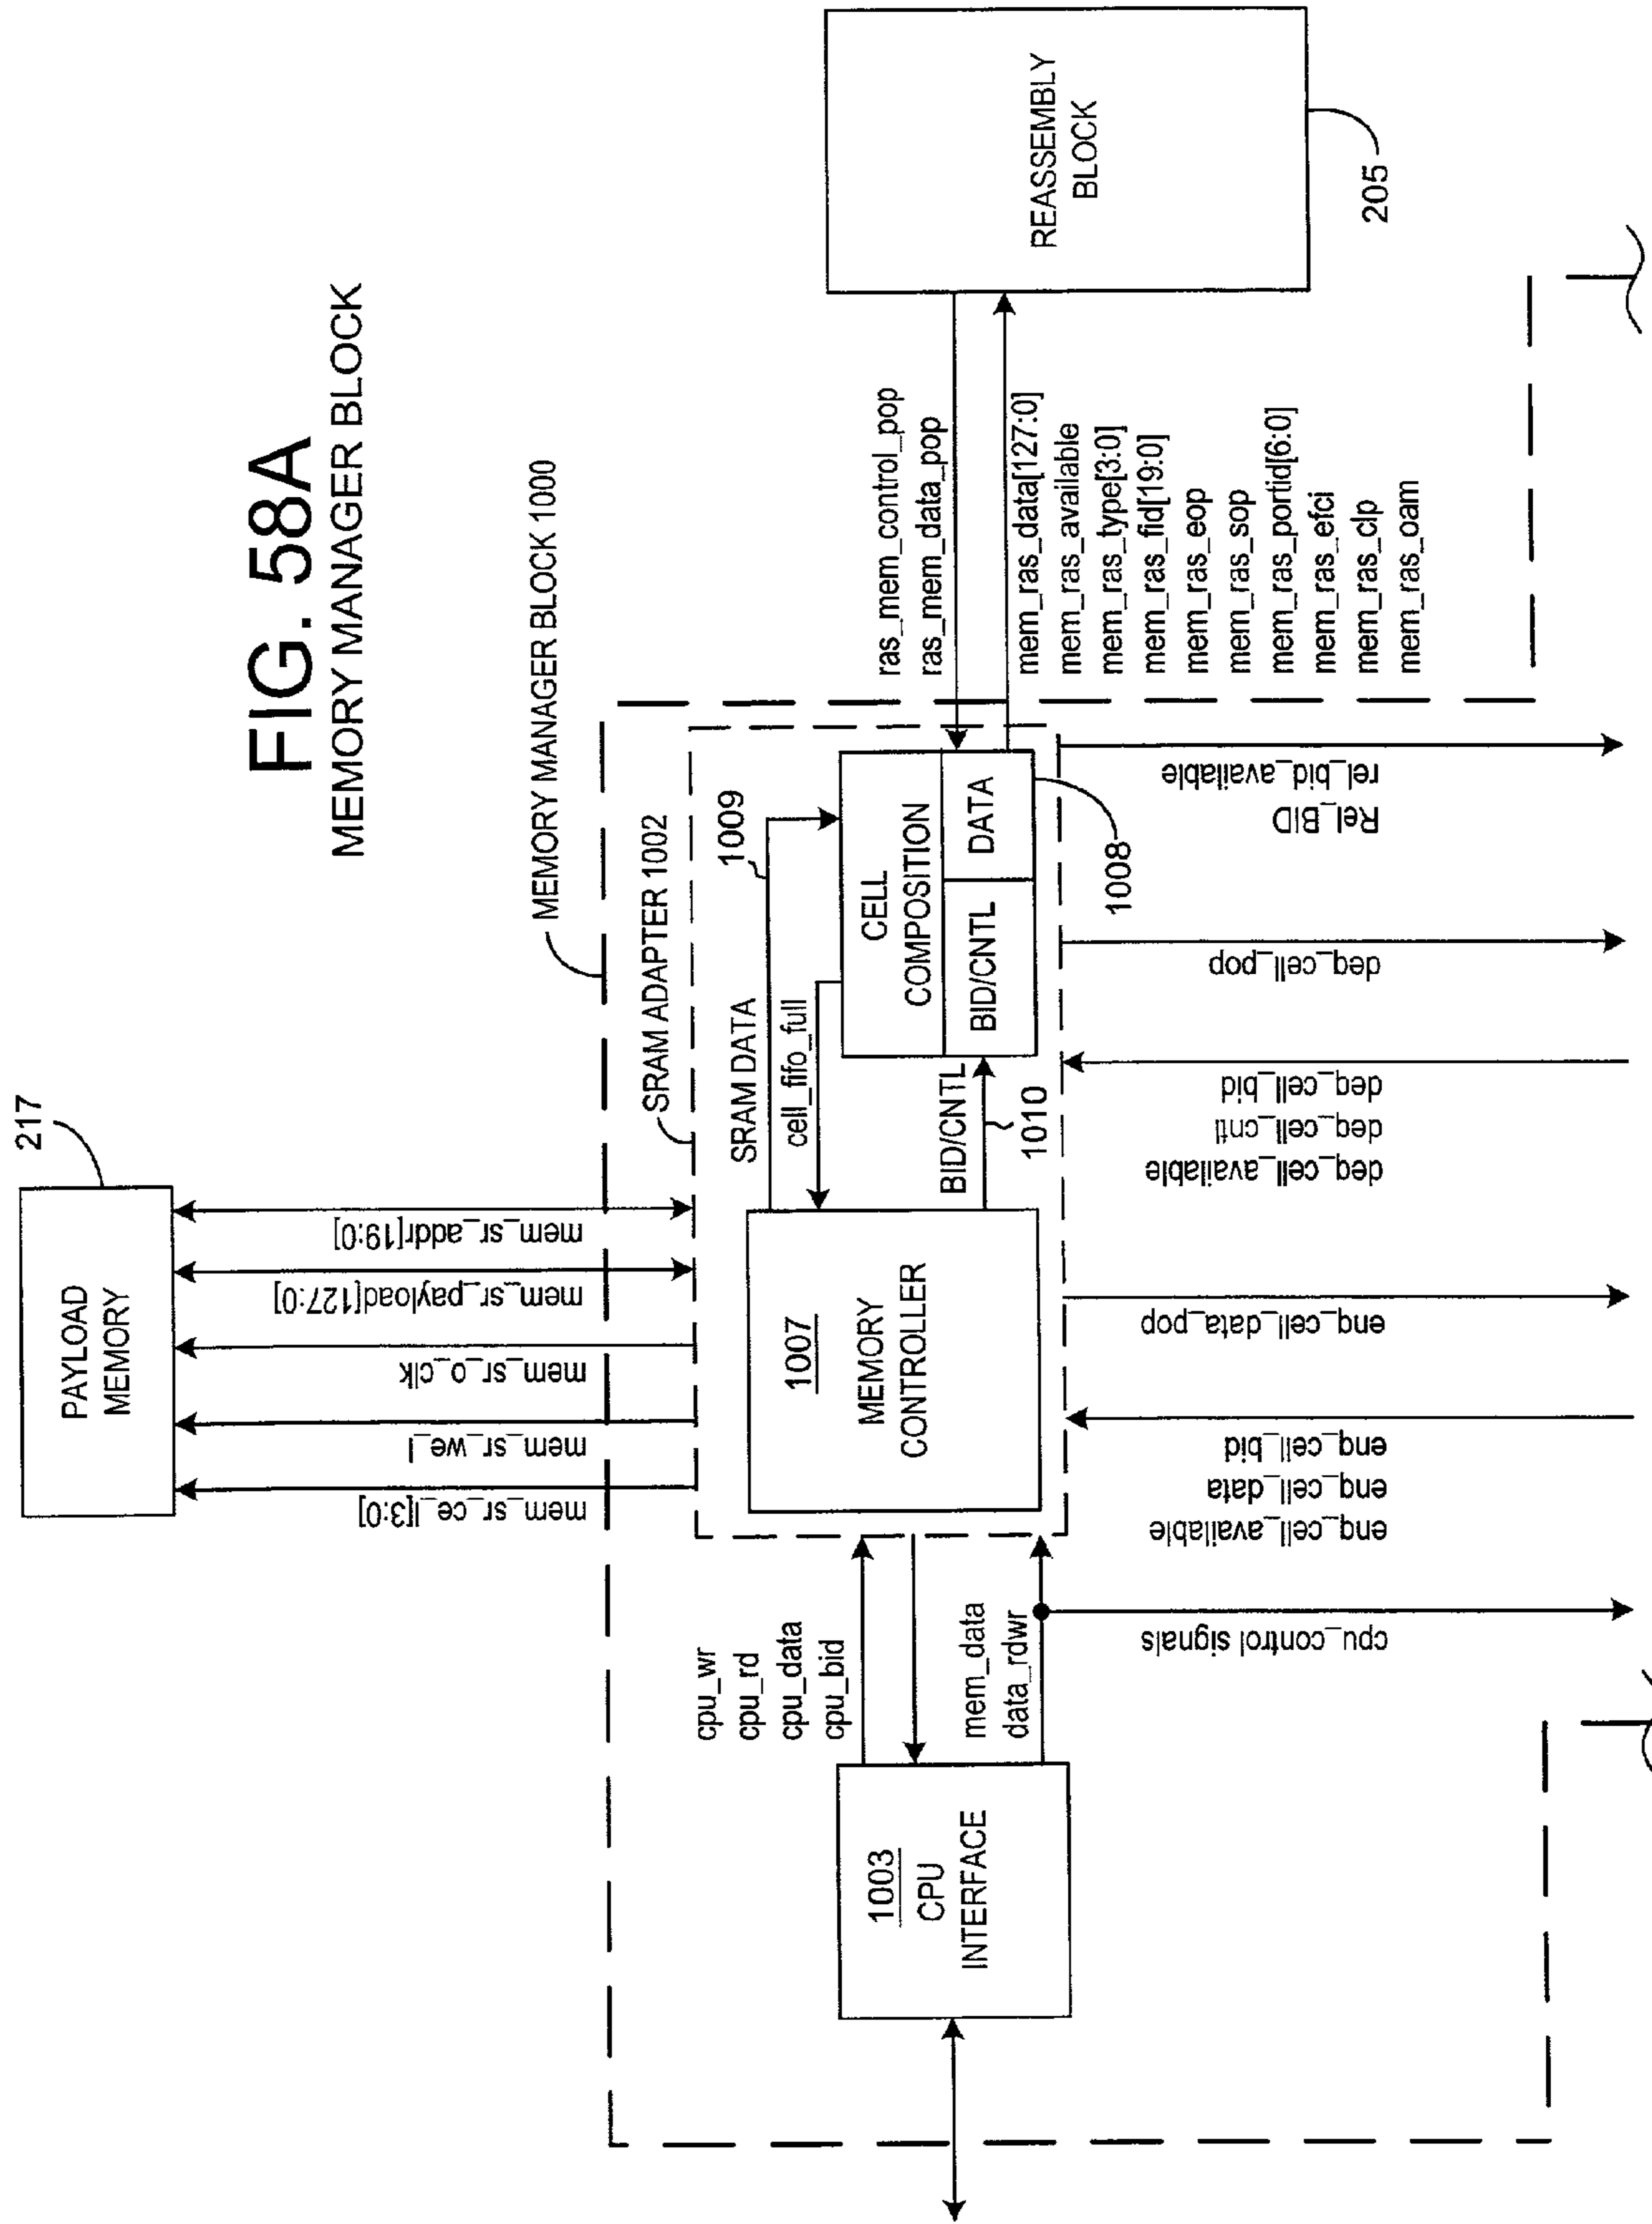 FIG. 58A
MEMORY MANAGER BLOCK
217
PAYLOAD
MEMORY
mem_sr_ce_l[3:0]
mem_sr_we_l
mem_sr_o_clk
mem_sr_payload[127:0]
mem_sr_addr[19:0]
MEMORY MANAGER BLOCK 1000
SRAM ADAPTER 1002
1009
SRAM DATA
cell_fifo_full
1007
MEMORY
CONTROLLER
BID/CNTL
1010
CELL
COMPOSITION
BID/CNTL
DATA
1008
cpu_wr
cpu_rd
cpu_data
cpu_bid
mem_data
data_rdwr
1003
CPU
INTERFACE
ras_mem_control_pop
ras_mem_data_pop
mem_ras_data[127:0]
mem_ras_available
mem_ras_type[3:0]
mem_ras_fid[19:0]
mem_ras_eop
mem_ras_sop
mem_ras_portid[6:0]
mem_ras_efci
mem_ras_clp
mem_ras_oam
REASSEMBLY
BLOCK
205
cpu_control signals
enq_cell_bid
enq_cell_data
enq_cell_available
enq_cell_data_pop
deq_cell_bid
deq_cell_cntl
deq_cell_available
deq_cell_pop
rel_bid_available
Rel_BID